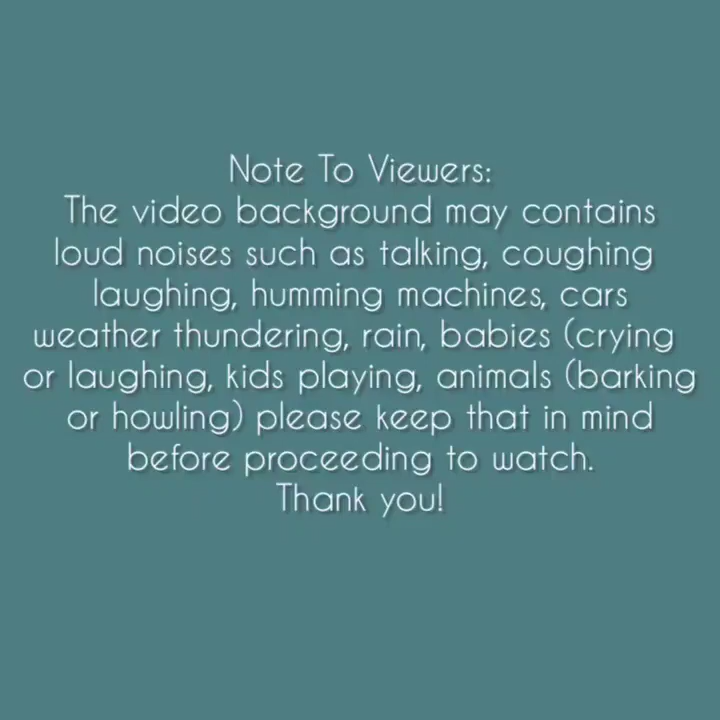 Note To Viewers:
The video background may contains
loud noises such as talking, coughing
laughing, humming machines, cars
weather thundering, rain, babies (crying
or laughing, kids playing, animals (barking
or howling) please keep that in mind
before proceeding to watch.
Thank you!